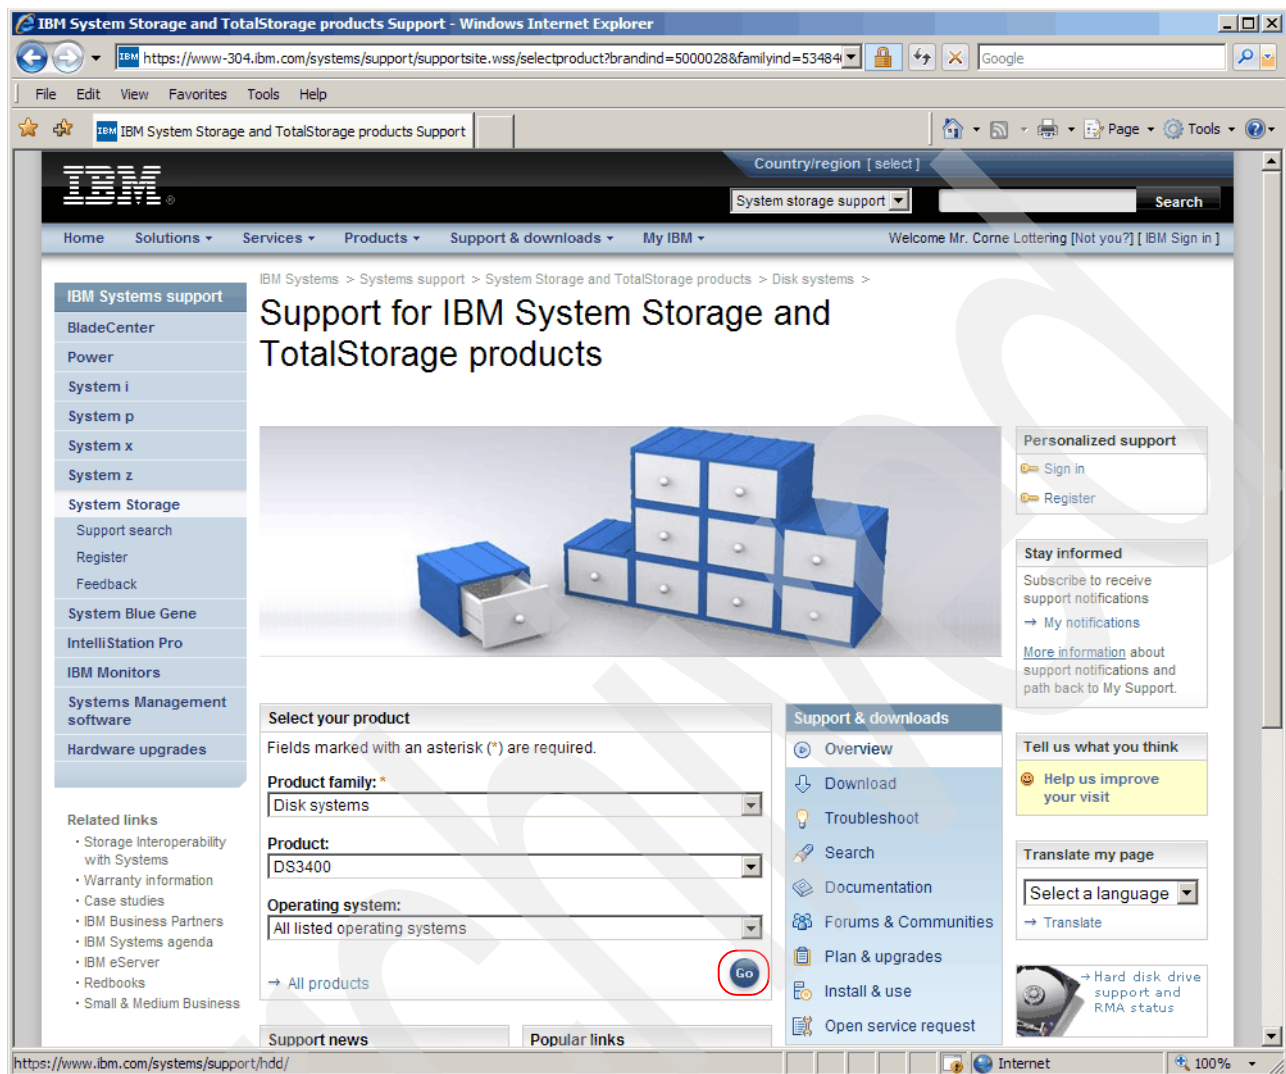 IBM System Storage and TotalStorage products Support - Windows Internet Explorer
https://www-304.ibm.com/systems/support/supportsite.wss/selectproduct?brandind=5000028&familyind=53484
Google
File Edit View Favorites Tools Help
IBM System Storage and TotalStorage products Support
Page Tools
Country/region [ select ]
IBM ®
System storage support
Search
Home Solutions Services Products Support & downloads My IBM
Welcome Mr. Corne Lottering [Not you?] [ IBM Sign in ]
IBM Systems > Systems support > System Storage and TotalStorage products > Disk systems >
Support for IBM System Storage and
TotalStorage products
IBM Systems support
BladeCenter
Power
System i
System p
System x
System z
System Storage
Support search
Register
Feedback
System Blue Gene
IntelliStation Pro
IBM Monitors
Systems Management
software
Hardware upgrades
Related links
· Storage Interoperability
with Systems
· Warranty information
· Case studies
· IBM Business Partners
· IBM Systems agenda
· IBM eServer
· Redbooks
· Small & Medium Business
Select your product
Fields marked with an asterisk (*) are required.
Product family: *
Disk systems
Product:
DS3400
Operating system:
All listed operating systems
→ All products
Go
Support news
Popular links
Support & downloads
Overview
Download
Troubleshoot
Search
Documentation
Forums & Communities
Plan & upgrades
Install & use
Open service request
Personalized support
Sign in
Register
Stay informed
Subscribe to receive
support notifications
→ My notifications
More information about
support notifications and
path back to My Support.
Tell us what you think
Help us improve
your visit
Translate my page
Select a language
→ Translate
→ Hard disk drive
support and
RMA status
https://www.ibm.com/systems/support/hdd/
Internet
100%